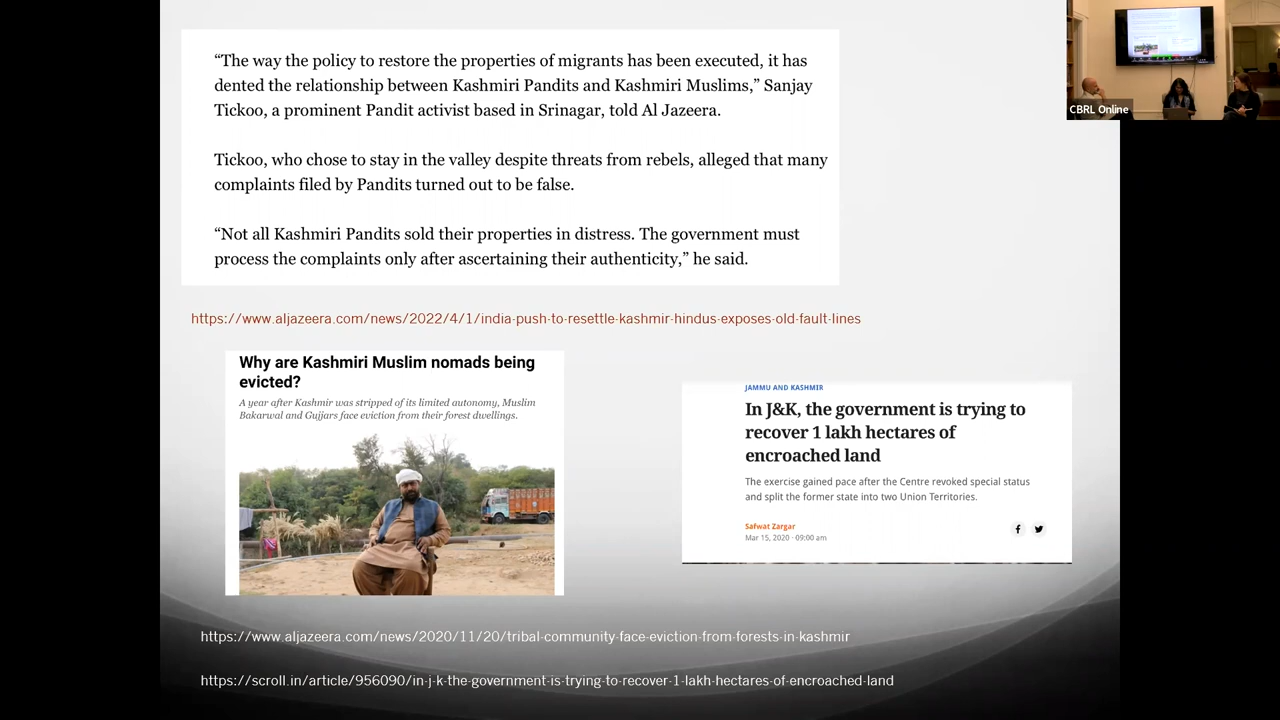 “The way the policy to restore the properties of migrants has been executed, it has
dented the relationship between Kashmiri Pandits and Kashmiri Muslims,” Sanjay
Tickoo, a prominent Pandit activist based in Srinagar, told Al Jazeera.
Tickoo, who chose to stay in the valley despite threats from rebels, alleged that many
complaints filed by Pandits turned out to be false.
“Not all Kashmiri Pandits sold their properties in distress. The government must
process the complaints only after ascertaining their authenticity,” he said.
CBRL Online
https://www.aljazeera.com/news/2022/4/1/india-push-to-resettle-kashmir-hindus-exposes-old-fault-lines
Why are Kashmiri Muslim nomads being
evicted?
A year after Kashmir was stripped of its limited autonomy, Muslim
Bakarwal and Gujjars face eviction from their forest dwellings.
JAMMU AND KASHMIR
In J&K, the government is trying to
recover 1 lakh hectares of
encroached land
The exercise gained pace after the Centre revoked special status
and split the former state into two Union Territories.
Safwat Zargar
Mar 15, 2020 · 09:00 am
https://www.aljazeera.com/news/2020/11/20/tribal-community-face-eviction-from-forests-in-kashmir
https://scroll.in/article/956090/in-j-k-the-government-is-trying-to-recover-1-lakh-hectares-of-encroached-land